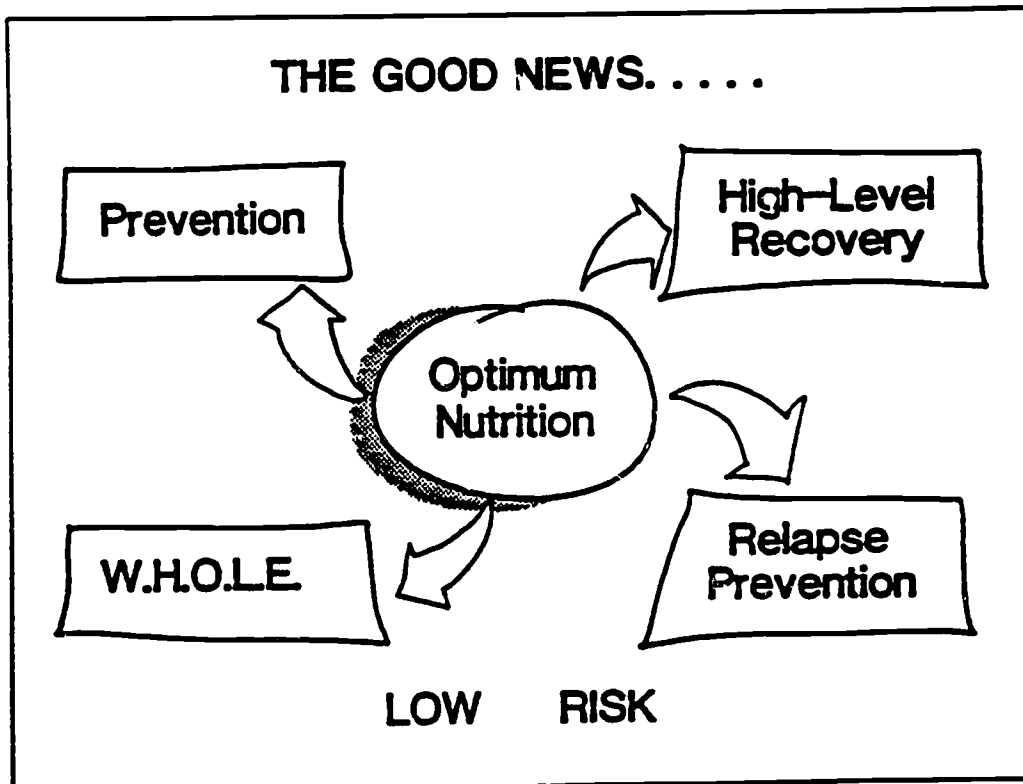 THE GOOD NEWS.....
Prevention
High-Level
Recovery
Optimum
Nutrition
W.H.O.L.E.
Relapse
Prevention
LOW RISK